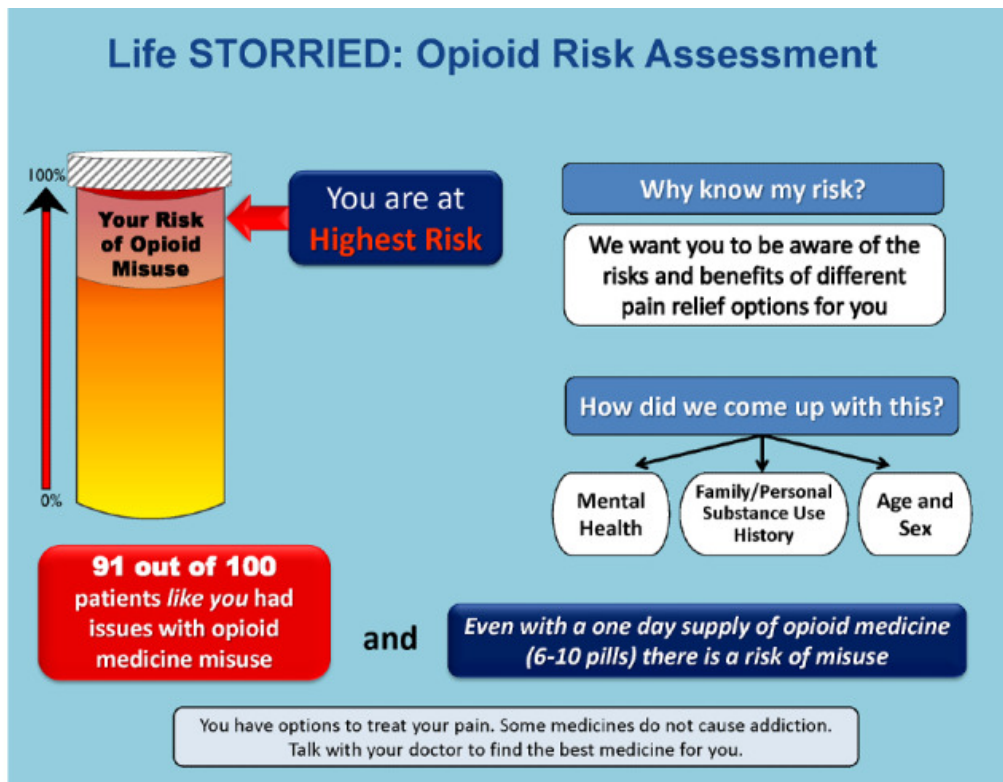 Life STORRIED: Opioid Risk Assessment
100%
Your Risk
of Opioid
Misuse
0%
You are at
Highest Risk
Why know my risk?
We want you to be aware of the
risks and benefits of different
pain relief options for you
How did we come up with this?
Mental
Health
Family/Personal
Substance Use
History
Age and
Sex
91 out of 100
patients like you had
issues with opioid
medicine misuse
and
Even with a one day supply of opioid medicine
(6-10 pills) there is a risk of misuse
You have options to treat your pain. Some medicines do not cause addiction.
Talk with your doctor to find the best medicine for you.